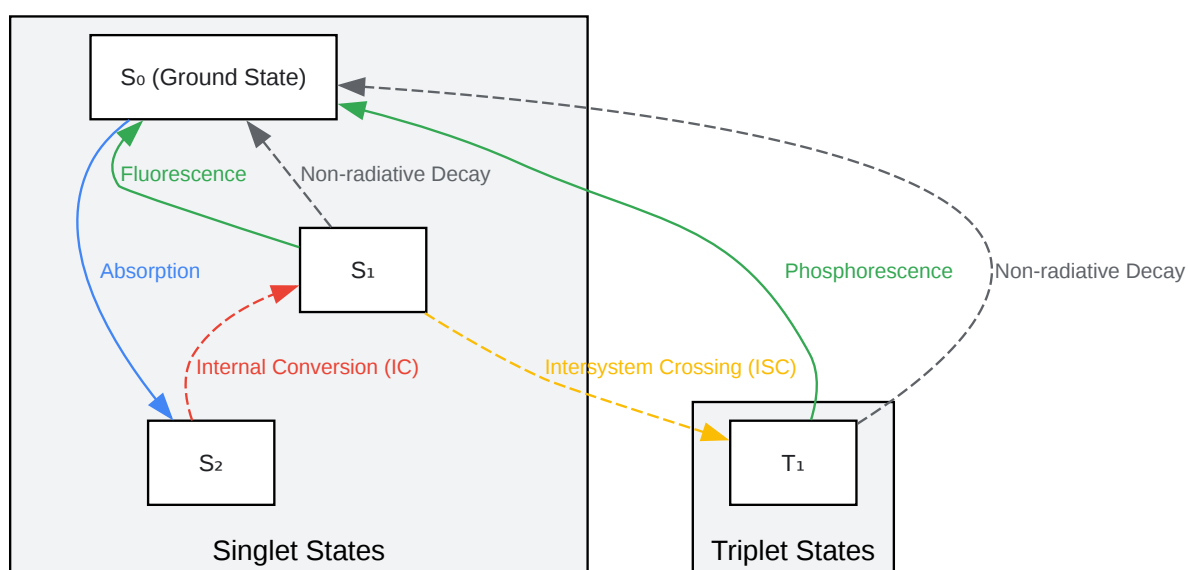 S₀ (Ground State)
Fluorescence
Non-radiative Decay
S₁
Absorption
Phosphorescence
Non-radiative Decay
Internal Conversion (IC)
Intersystem Crossing (ISC)
S₂
T₁
Singlet States
Triplet States